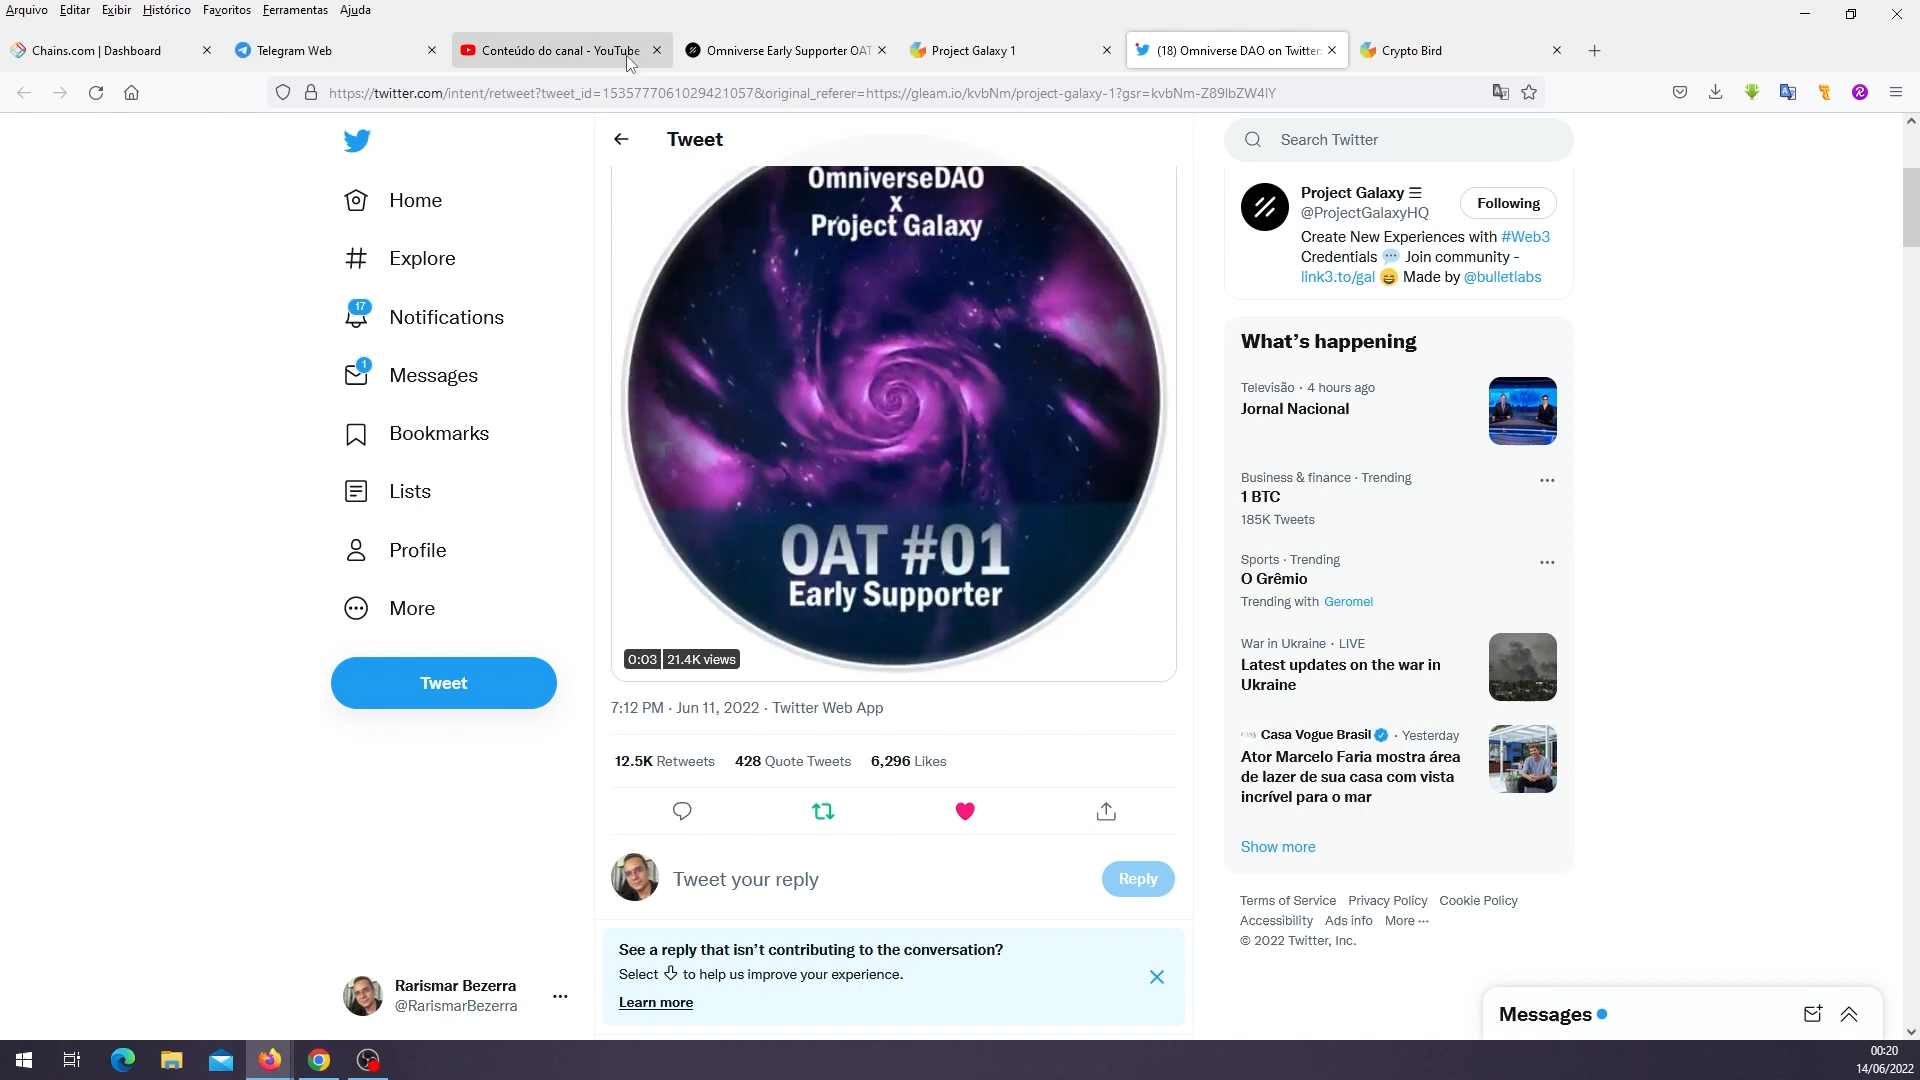 Arquivo Editar Exibir Histórico Favoritos Ferramentas Ajuda
Chains.com | Dashboard
Telegram Web
Conteúdo do canal - YouTube
Omniverse Early Supporter OAT
Project Galaxy 1
(18) Omniverse DAO on Twitter:
Crypto Bird
https://twitter.com/intent/retweet?tweet_id=1535777061029421057&original_referer=https://gleam.io/kvbNm/project-galaxy-1?gsr=kvbNm-Z89lbZW4lY
Home
Explore
17
Notifications
1
Messages
Bookmarks
Lists
Profile
More
Tweet
Rarismar Bezerra
@RarismarBezerra
Tweet
OmniverseDAO
x
Project Galaxy
OAT #01
Early Supporter
0:03 21.4K views
7:12 PM · Jun 11, 2022 · Twitter Web App
12.5K Retweets 428 Quote Tweets 6,296 Likes
Tweet your reply
Reply
See a reply that isn't contributing to the conversation?
Select to help us improve your experience.
Learn more
Search Twitter
Project Galaxy
@ProjectGalaxyHQ
Following
Create New Experiences with #Web3
Credentials Join community -
link3.to/gal Made by @bulletlabs
What's happening
Televisão · 4 hours ago
Jornal Nacional
Business & finance · Trending
1 BTC
185K Tweets
Sports · Trending
O Grêmio
Trending with Geromel
War in Ukraine · LIVE
Latest updates on the war in
Ukraine
Casa Vogue Brasil · Yesterday
Ator Marcelo Faria mostra área
de lazer de sua casa com vista
incrível para o mar
Show more
Terms of Service Privacy Policy Cookie Policy
Accessibility Ads info More ···
© 2022 Twitter, Inc.
Messages
00:20
14/06/2022